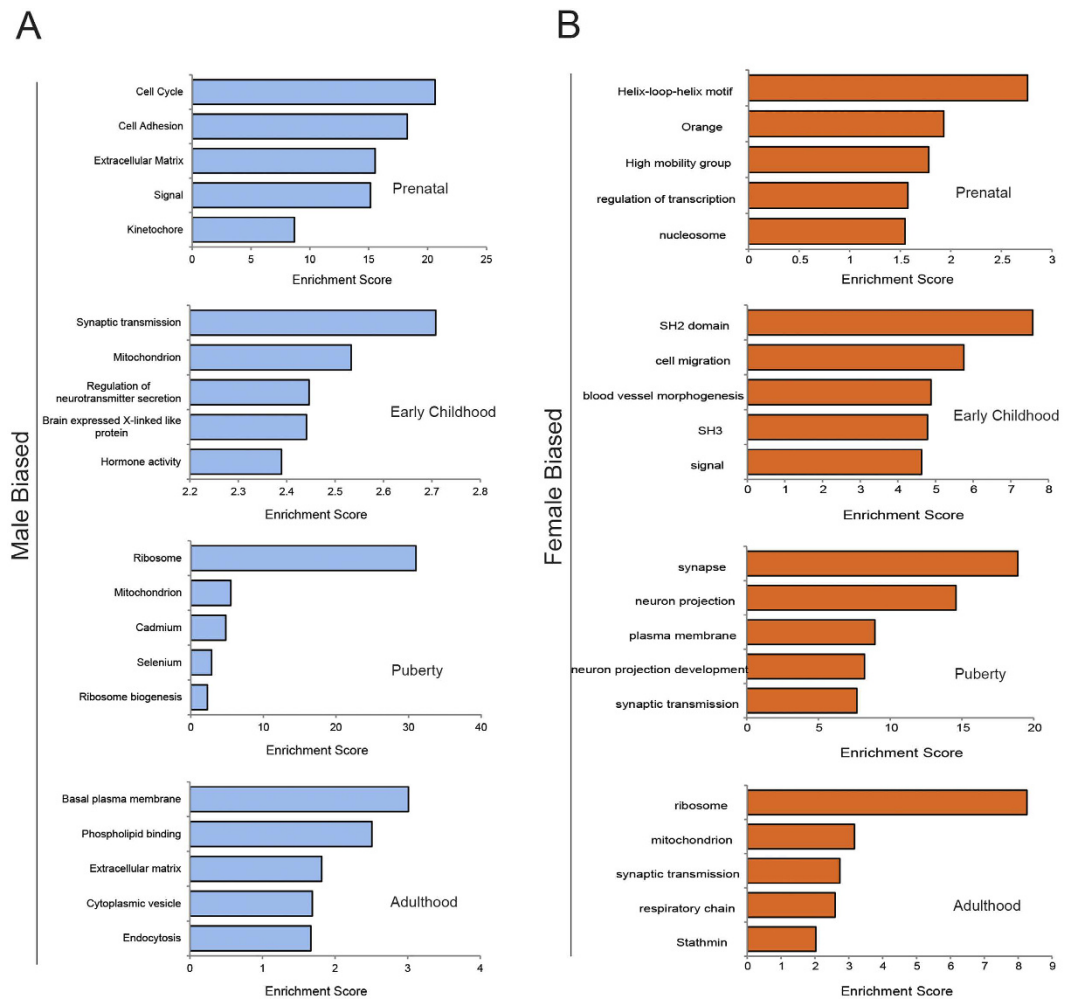 A
Male Biased
Cell Cycle
Cell Adhesion
Extracellular Matrix
Signal
Kinetochore
Prenatal
0 5 10 15 20 25
Enrichment Score
Synaptic transmission
Mitochondrion
Regulation of
neurotransmitter secretion
Brain expressed X-linked like
protein
Hormone activity
Early Childhood
2.2 2.3 2.4 2.5 2.6 2.7 2.8
Enrichment Score
Ribosome
Mitochondrion
Cadmium
Selenium
Ribosome biogenesis
Puberty
0 10 20 30 40
Enrichment Score
Basal plasma membrane
Phospholipid binding
Extracellular matrix
Cytoplasmic vesicle
Endocytosis
Adulthood
0 1 2 3 4
Enrichment Score
B
Female Biased
Helix-loop-helix motif
Orange
High mobility group
regulation of transcription
nucleosome
Prenatal
0 0.5 1 1.5 2 2.5 3
Enrichment Score
SH2 domain
cell migration
blood vessel morphogenesis
SH3
signal
Early Childhood
0 1 2 3 4 5 6 7 8
Enrichment Score
synapse
neuron projection
plasma membrane
neuron projection development
synaptic transmission
Puberty
0 5 10 15 20
Enrichment Score
ribosome
mitochondrion
synaptic transmission
respiratory chain
Stathmin
Adulthood
0 1 2 3 4 5 6 7 8 9
Enrichment Score